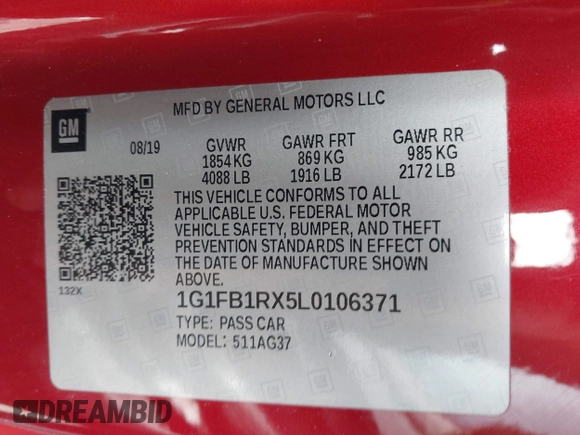 MFD BY GENERAL MOTORS LLC
GM
08/19 GVWR GAWR FRT GAWR RR
1854 KG 869 KG 985 KG
4088 LB 1916 LB 2172 LB
THIS VEHICLE CONFORMS TO ALL
APPLICABLE U.S. FEDERAL MOTOR
VEHICLE SAFETY, BUMPER, AND THEFT
PREVENTION STANDARDS IN EFFECT ON
THE DATE OF MANUFACTURE SHOWN
ABOVE.
132X
1G1FB1RX5L0106371
TYPE: PASS CAR
MODEL: 511AG37
DREAMBID